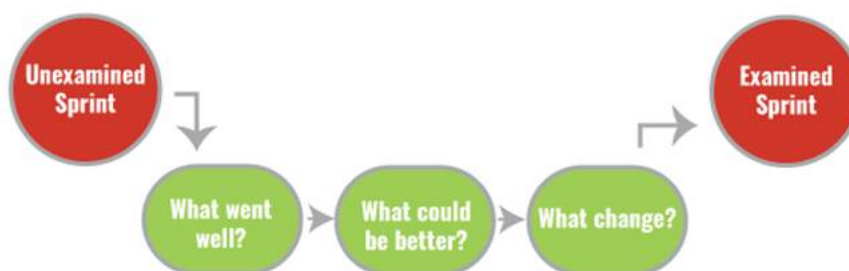 Unexamined
Sprint
What went
well?
What could
be better?
What change?
Examined
Sprint